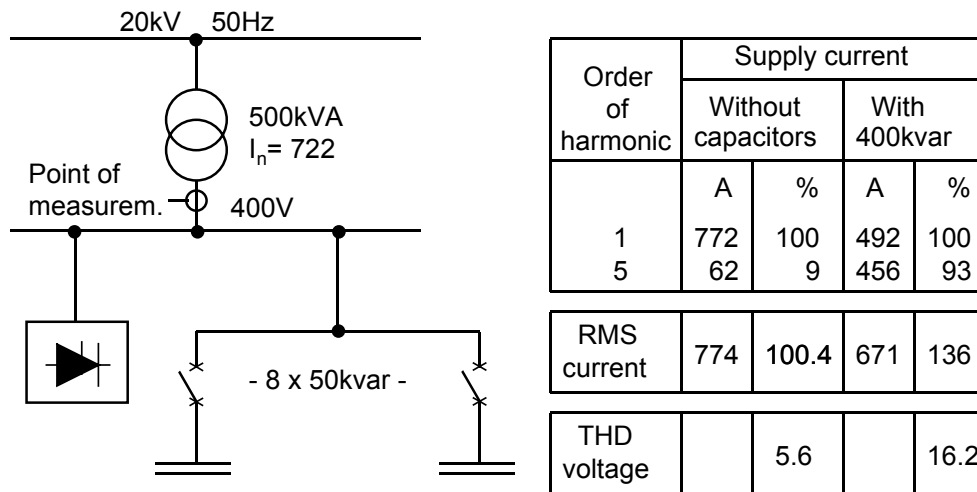 20kV 50Hz
500kVA
Iₙ= 722
Point of
measurem.
400V
- 8 x 50kvar -
Order
of
harmonic
Supply current
Without
capacitors
With
400kvar
A % A %
1 772 100 492 100
5 62 9 456 93
RMS
current
774 100.4 671 136
THD
voltage
5.6 16.2